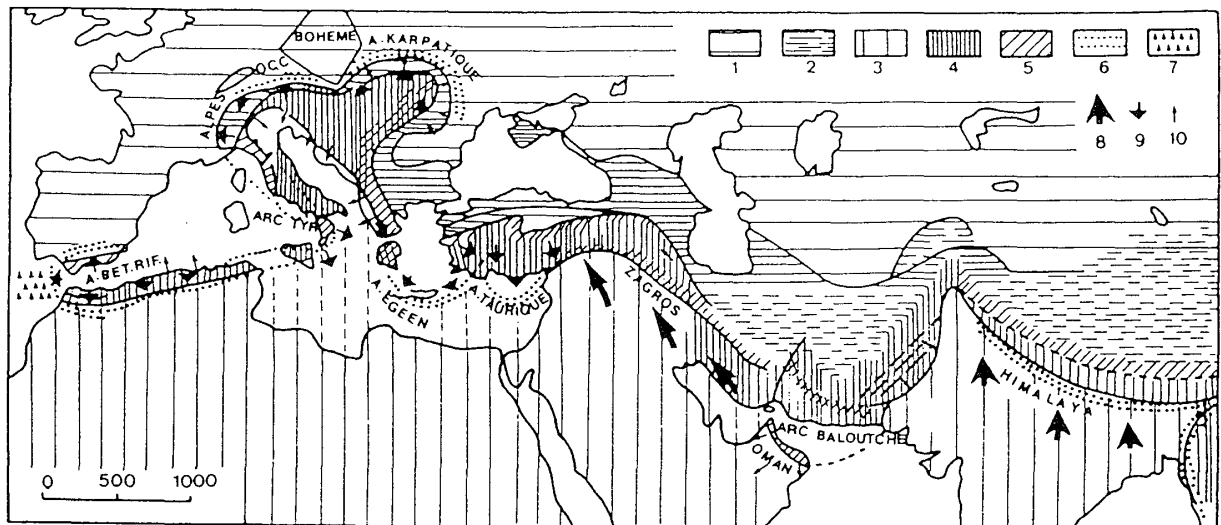 BOHEME
A. KARPATIQUE
ALPES OCC
1 2 3 4 5 6 7
8 9 10
ARC TYR
A. BET. RIF.
A. EGEEN
A. TAURIQUE
ZAGROS
HIMALAYA
ARC BALOUTCHE
OMAN
0 500 1000